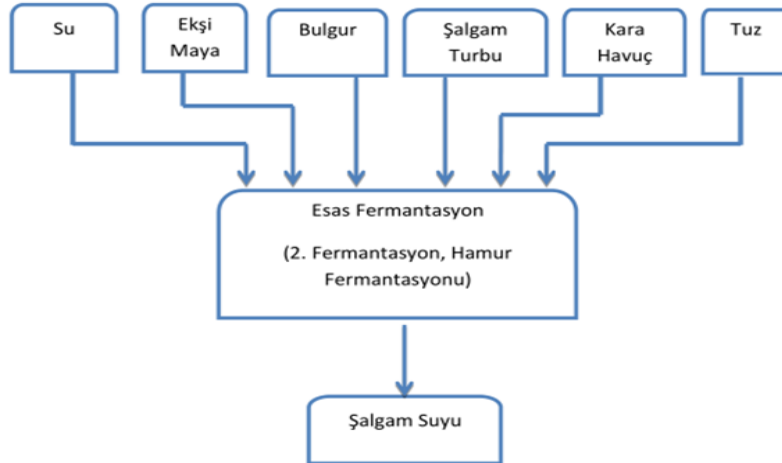 Su
Ekşi
Maya
Bulgur
Şalgam
Turbu
Kara
Havuç
Tuz
Esas Fermantasyon
(2. Fermantasyon, Hamur
Fermantasyonu)
Şalgam Suyu